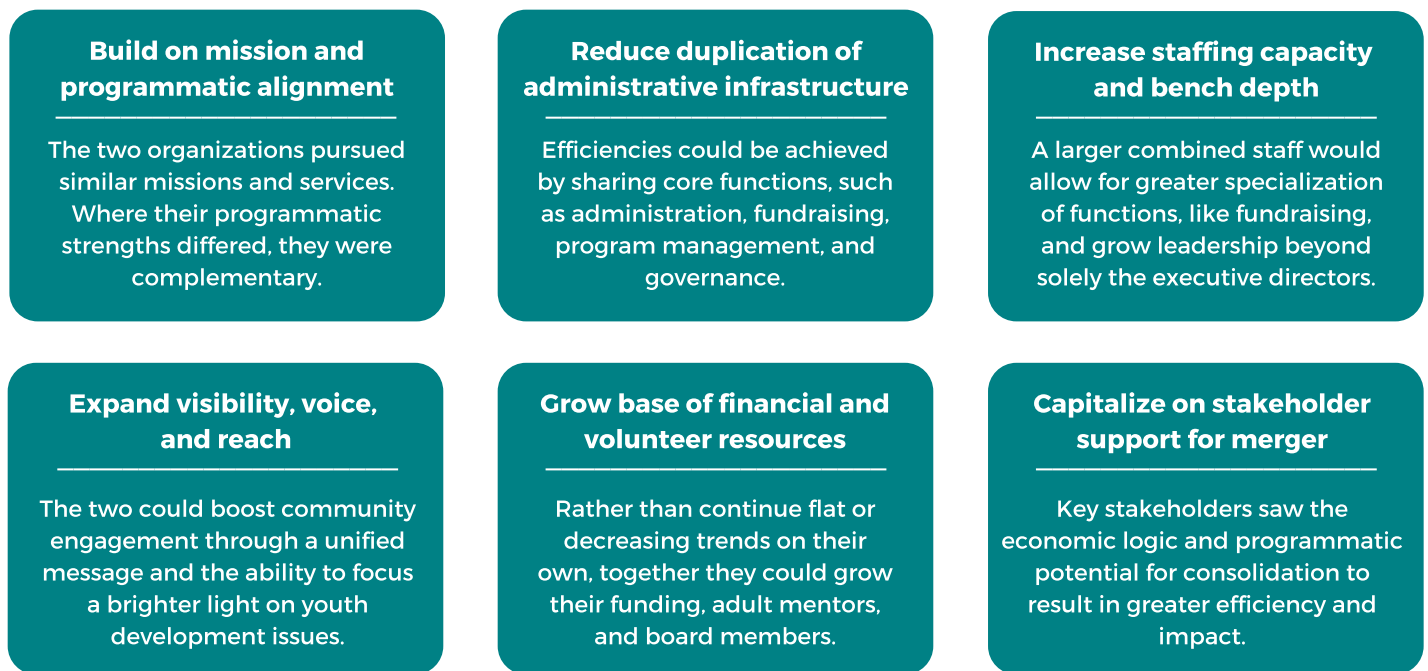 Build on mission and
programmatic alignment
The two organizations pursued
similar missions and services.
Where their programmatic
strengths differed, they were
complementary.
Reduce duplication of
administrative infrastructure
Efficiencies could be achieved
by sharing core functions, such
as administration, fundraising,
program management, and
governance.
Increase staffing capacity
and bench depth
A larger combined staff would
allow for greater specialization
of functions, like fundraising,
and grow leadership beyond
solely the executive directors.
Expand visibility, voice,
and reach
The two could boost community
engagement through a unified
message and the ability to focus
a brighter light on youth
development issues.
Grow base of financial and
volunteer resources
Rather than continue flat or
decreasing trends on their
own, together they could grow
their funding, adult mentors,
and board members.
Capitalize on stakeholder
support for merger
Key stakeholders saw the
economic logic and programmatic
potential for consolidation to
result in greater efficiency and
impact.